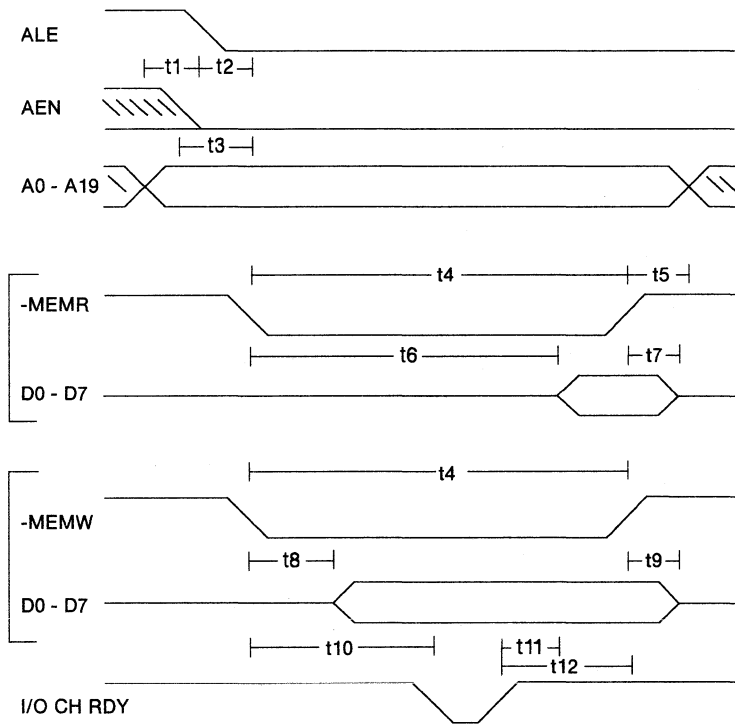 ALE
t1 t2
AEN
t3
A0 - A19
t4 t5
-MEMR
t6 t7
D0 - D7
t4
-MEMW
t8 t9
D0 - D7
t10 t11
t12
I/O CH RDY